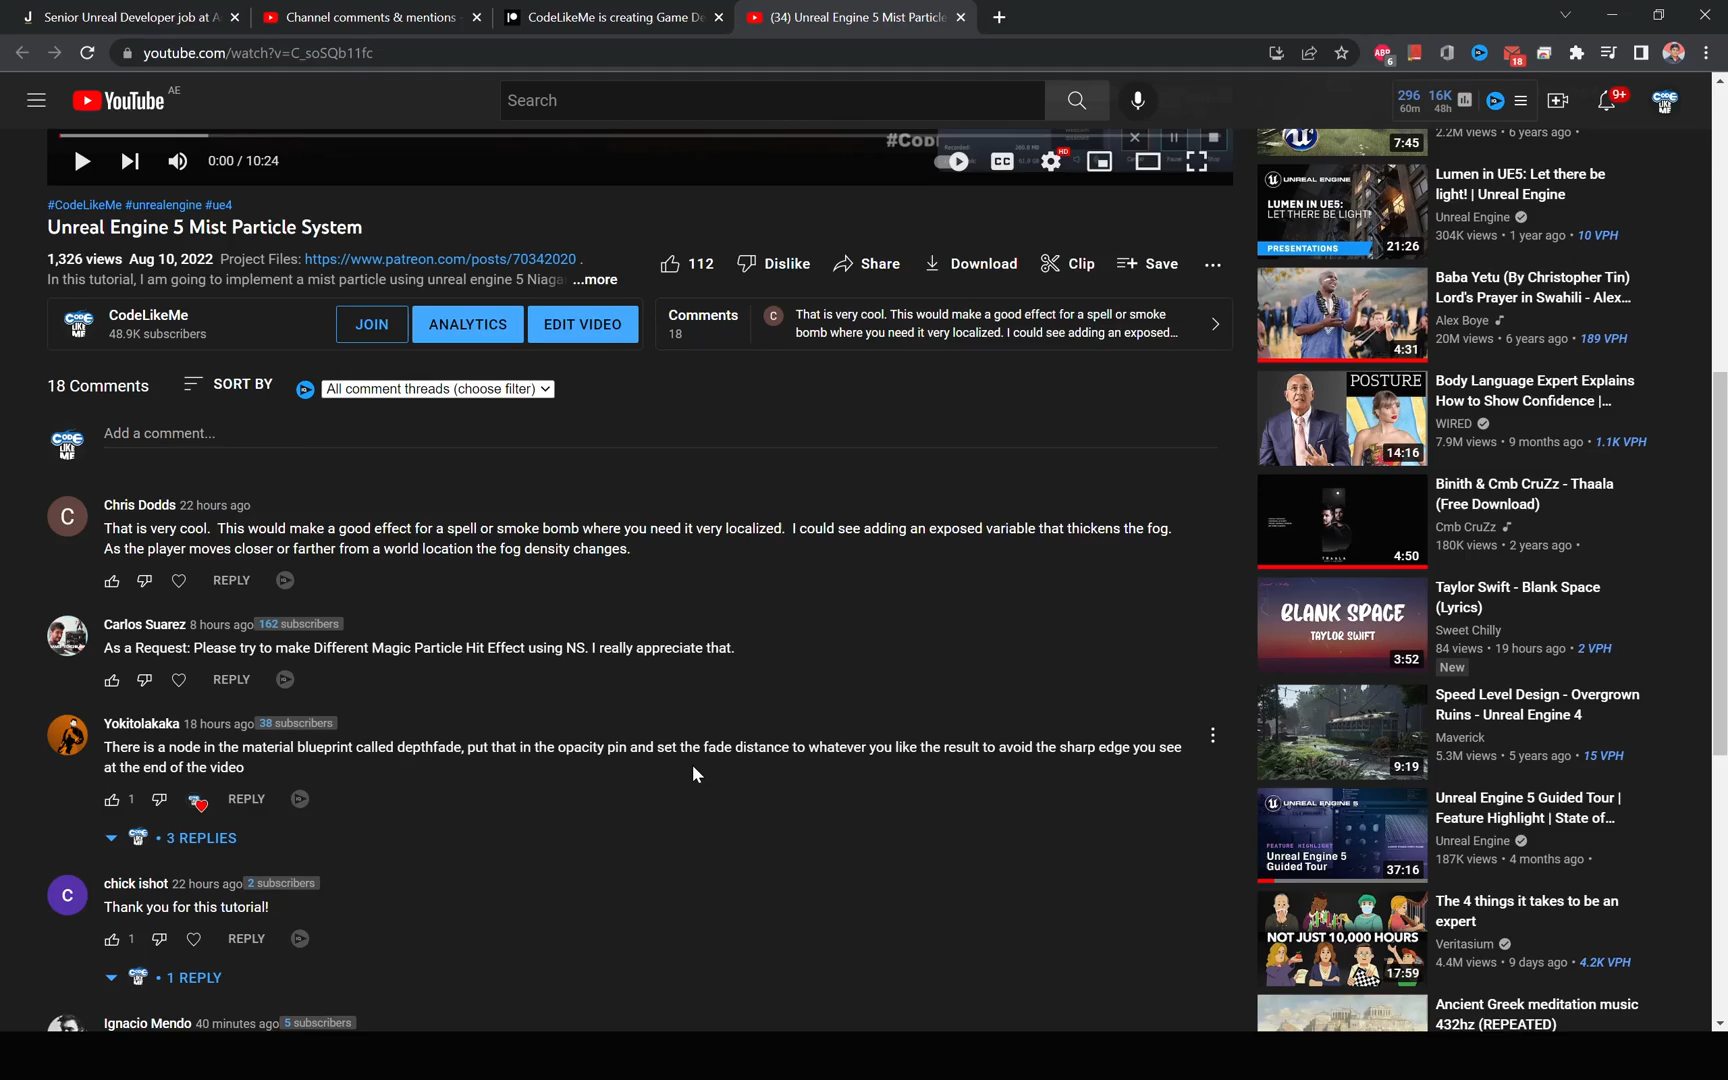 Senior Unreal Developer job at A
Channel comments & mentions
CodeLikeMe is creating Game De
(34) Unreal Engine 5 Mist Particle
youtube.com/watch?v=C_soSQb11fc
ABP
6
18
YouTube AE
Search
296 60m
16K 48h
9+
CODE LIKE ME
0:00 / 10:24
HD
#CodeLikeMe #unrealengine #ue4
Unreal Engine 5 Mist Particle System
1,326 views Aug 10, 2022 Project Files: https://www.patreon.com/posts/70342020 .
In this tutorial, I am going to implement a mist particle using unreal engine 5 Niaga ...more
112 Dislike Share Download Clip Save
CODE LIKE ME
CodeLikeMe
48.9K subscribers
JOIN
ANALYTICS
EDIT VIDEO
Comments
18
C
That is very cool. This would make a good effect for a spell or smoke
bomb where you need it very localized. I could see adding an exposed...
18 Comments
SORT BY
All comment threads (choose filter)
CODE LIKE ME
Add a comment...
C
Chris Dodds 22 hours ago
That is very cool. This would make a good effect for a spell or smoke bomb where you need it very localized. I could see adding an exposed variable that thickens the fog.
As the player moves closer or farther from a world location the fog density changes.
REPLY
Carlos Suarez 8 hours ago 162 subscribers
As a Request: Please try to make Different Magic Particle Hit Effect using NS. I really appreciate that.
REPLY
Yokitolakaka 18 hours ago 38 subscribers
There is a node in the material blueprint called depthfade, put that in the opacity pin and set the fade distance to whatever you like the result to avoid the sharp edge you see
at the end of the video
1 REPLY
• 3 REPLIES
C
chick ishot 22 hours ago 2 subscribers
Thank you for this tutorial!
1 REPLY
• 1 REPLY
Ignacio Mendo 40 minutes ago 5 subscribers
7:45
2.2M views • 6 years ago •
UNREAL ENGINE
LUMEN IN UE5:
LET THERE BE LIGHT!
PRESENTATIONS
21:26
Lumen in UE5: Let there be
light! | Unreal Engine
Unreal Engine
304K views • 1 year ago • 10 VPH
4:31
Baba Yetu (By Christopher Tin)
Lord's Prayer in Swahili - Alex...
Alex Boye
20M views • 6 years ago • 189 VPH
POSTURE
14:16
Body Language Expert Explains
How to Show Confidence |...
WIRED
7.9M views • 9 months ago • 1.1K VPH
4:50
Binith & Cmb CruZz - Thaala
(Free Download)
Cmb CruZz
180K views • 2 years ago •
BLANK SPACE
TAYLOR SWIFT
3:52
Taylor Swift - Blank Space
(Lyrics)
Sweet Chilly
84 views • 19 hours ago • 2 VPH
New
9:19
Speed Level Design - Overgrown
Ruins - Unreal Engine 4
Maverick
5.3M views • 5 years ago • 15 VPH
UNREAL ENGINE 5
FEATURE HIGHLIGHT
Unreal Engine 5
Guided Tour
37:16
Unreal Engine 5 Guided Tour |
Feature Highlight | State of...
Unreal Engine
187K views • 4 months ago •
NOT JUST 10,000 HOURS
17:59
The 4 things it takes to be an
expert
Veritasium
4.4M views • 9 days ago • 4.2K VPH
Ancient Greek meditation music
432hz (REPEATED)